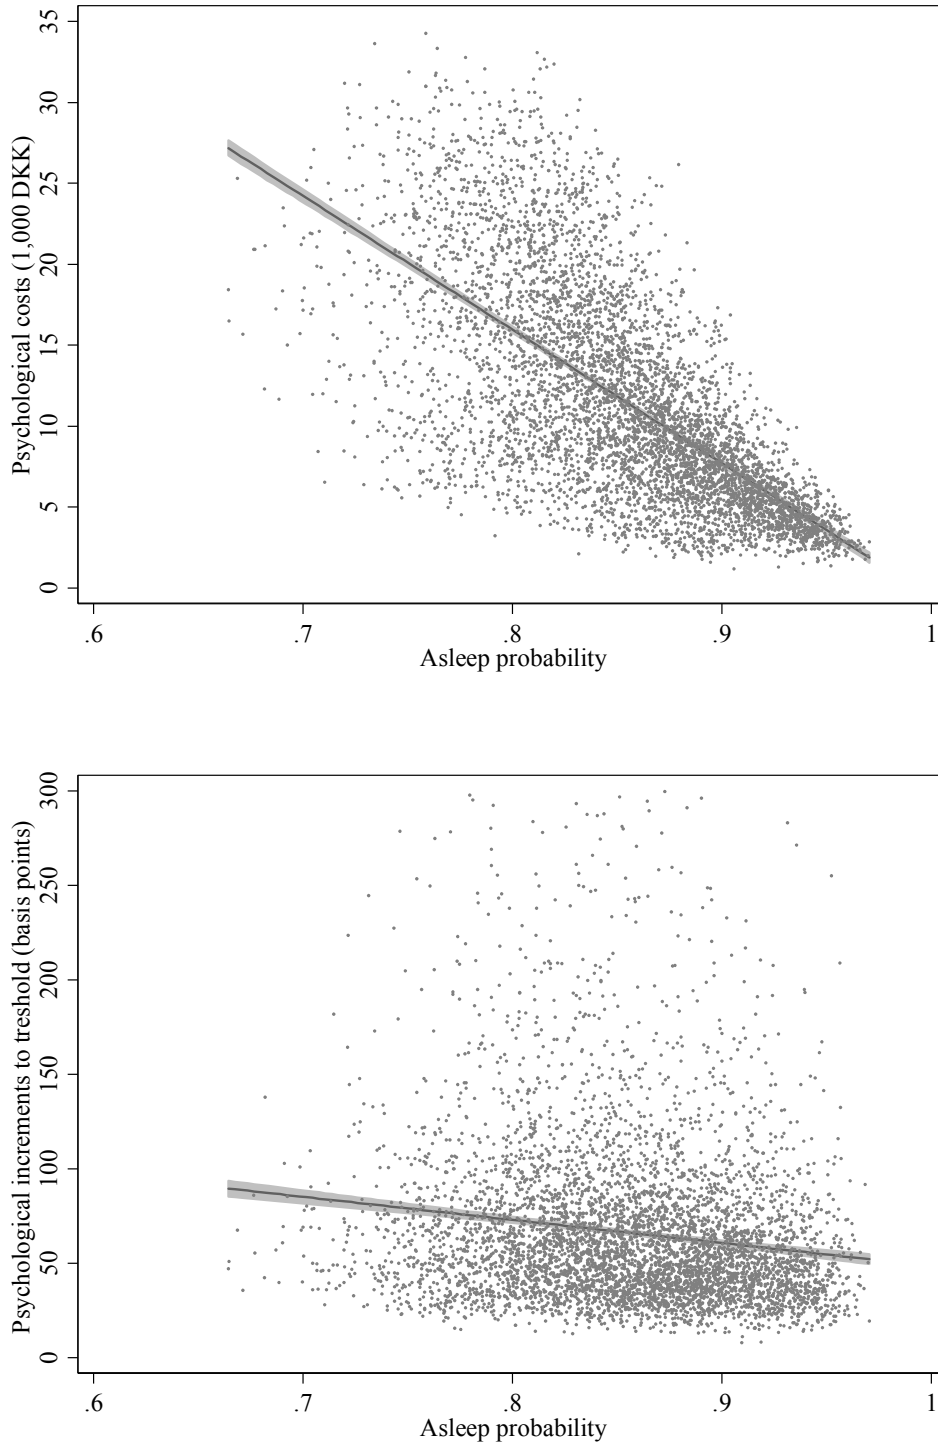 Psychological costs (1,000 DKK)
35
30
25
20
15
10
5
0
.6 .7 .8 .9 1
Asleep probability
Psychological increments to treshold (basis points)
300
250
200
150
100
50
0
.6 .7 .8 .9 1
Asleep probability